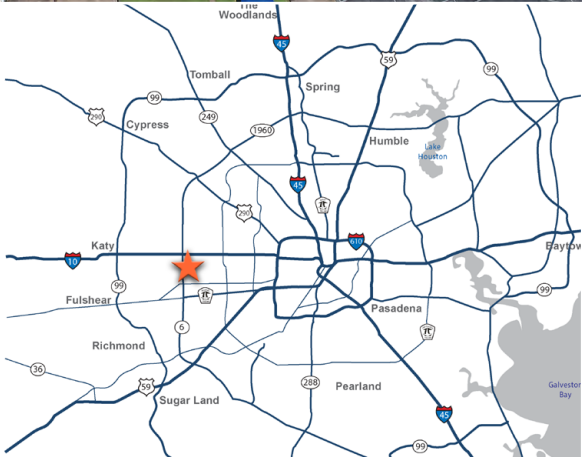 The
Woodlands
45
59
99
Tomball
Spring
99
290
249
Cypress
1960
Humble
Lake
Houston
45
290
610
Katy
10
Baytow
99
99
Fulshear
6
Pasadena
Richmond
36
59
288
Pearland
Galveston
Bay
Sugar Land
45
99